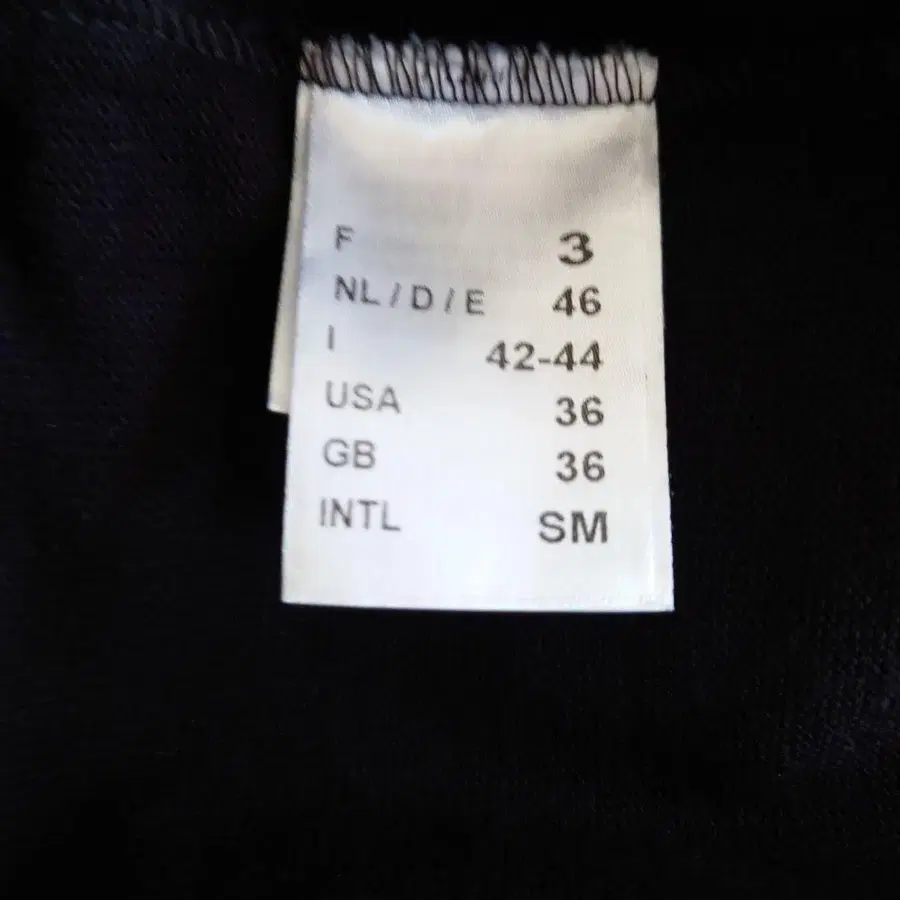 F 3
NL / D / E 46
I 42-44
USA 36
GB 36
INTL SM